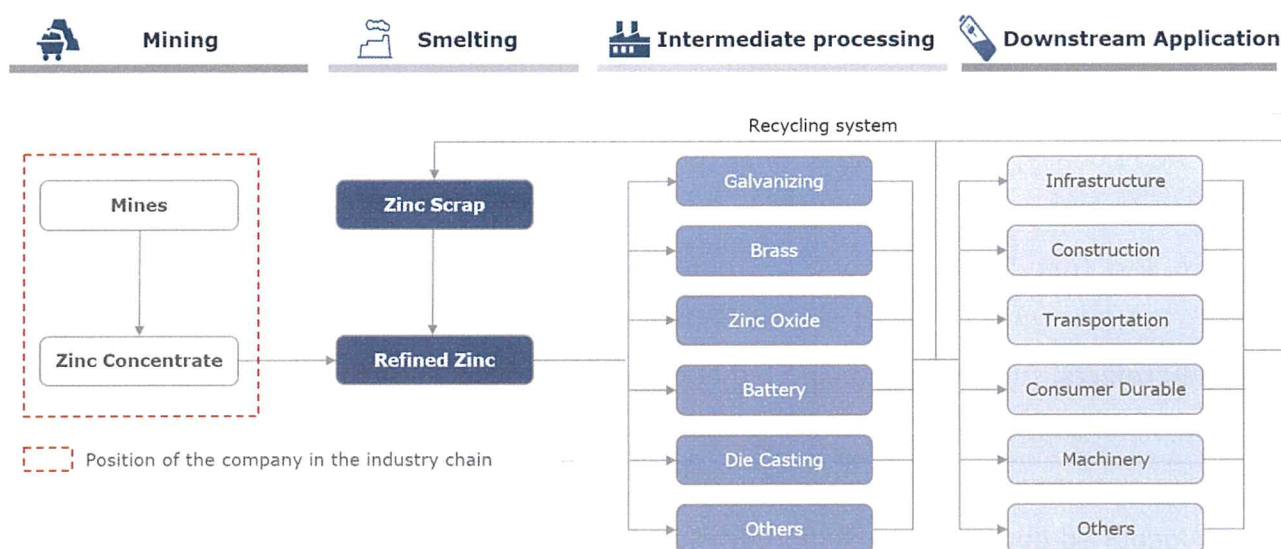 Mining
Smelting
Intermediate processing
Downstream Application
Recycling system
Mines
Zinc Concentrate
Zinc Scrap
Refined Zinc
Galvanizing
Brass
Zinc Oxide
Battery
Die Casting
Others
Infrastructure
Construction
Transportation
Consumer Durable
Machinery
Others
Position of the company in the industry chain